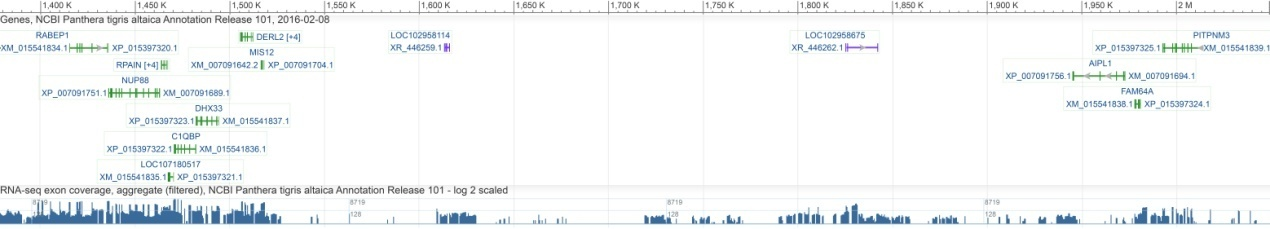 1,400 K 1,450 K 1,500 K 1,550 K 1,600 K 1,650 K 1,700 K 1,750 K 1,800 K 1,850 K 1,900 K 1,950 K 2 M
Genes, NCBI Panthera tigris altaica Annotation Release 101, 2016-02-08
RABEP1 DERL2 [+4] LOC102958114 LOC102958675 PITPNM3
XM_015541834.1 XP_015397320.1 XR_446259.1 XR_446262.1 XP_015397325.1 XM_015541839.1
MIS12
RPAIN [+4] XM_007091642.2 XP_007091704.1 AIPL1
XP_007091756.1 XM_007091694.1
NUP88
XP_007091751.1 XM_007091689.1 FAM64A
XM_015541838.1 XP_015397324.1
DHX33
XP_015397323.1 XM_015541837.1
C1QBP
XP_015397322.1 XM_015541836.1
LOC107180517
XM_015541835.1 XP_015397321.1
RNA-seq exon coverage, aggregate (filtered), NCBI Panthera tigris altaica Annotation Release 101 - log 2 scaled
8719 8719 8719 8719
128 128 128